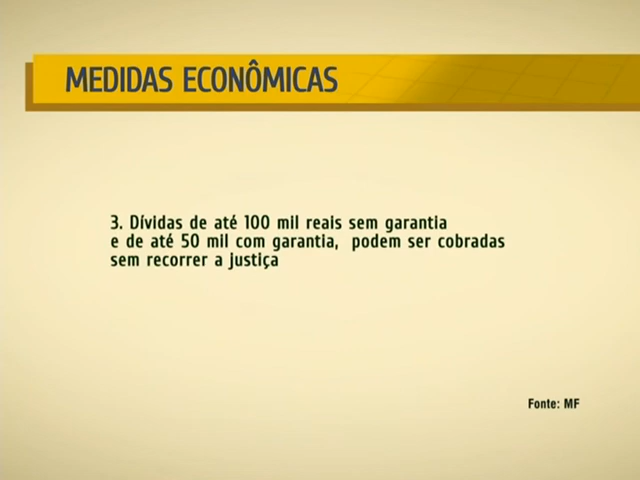 MEDIDAS ECONÔMICAS
3. Dívidas de até 100 mil reais sem garantia
e de até 50 mil com garantia, podem ser cobradas
sem recorrer a justiça
Fonte: MF